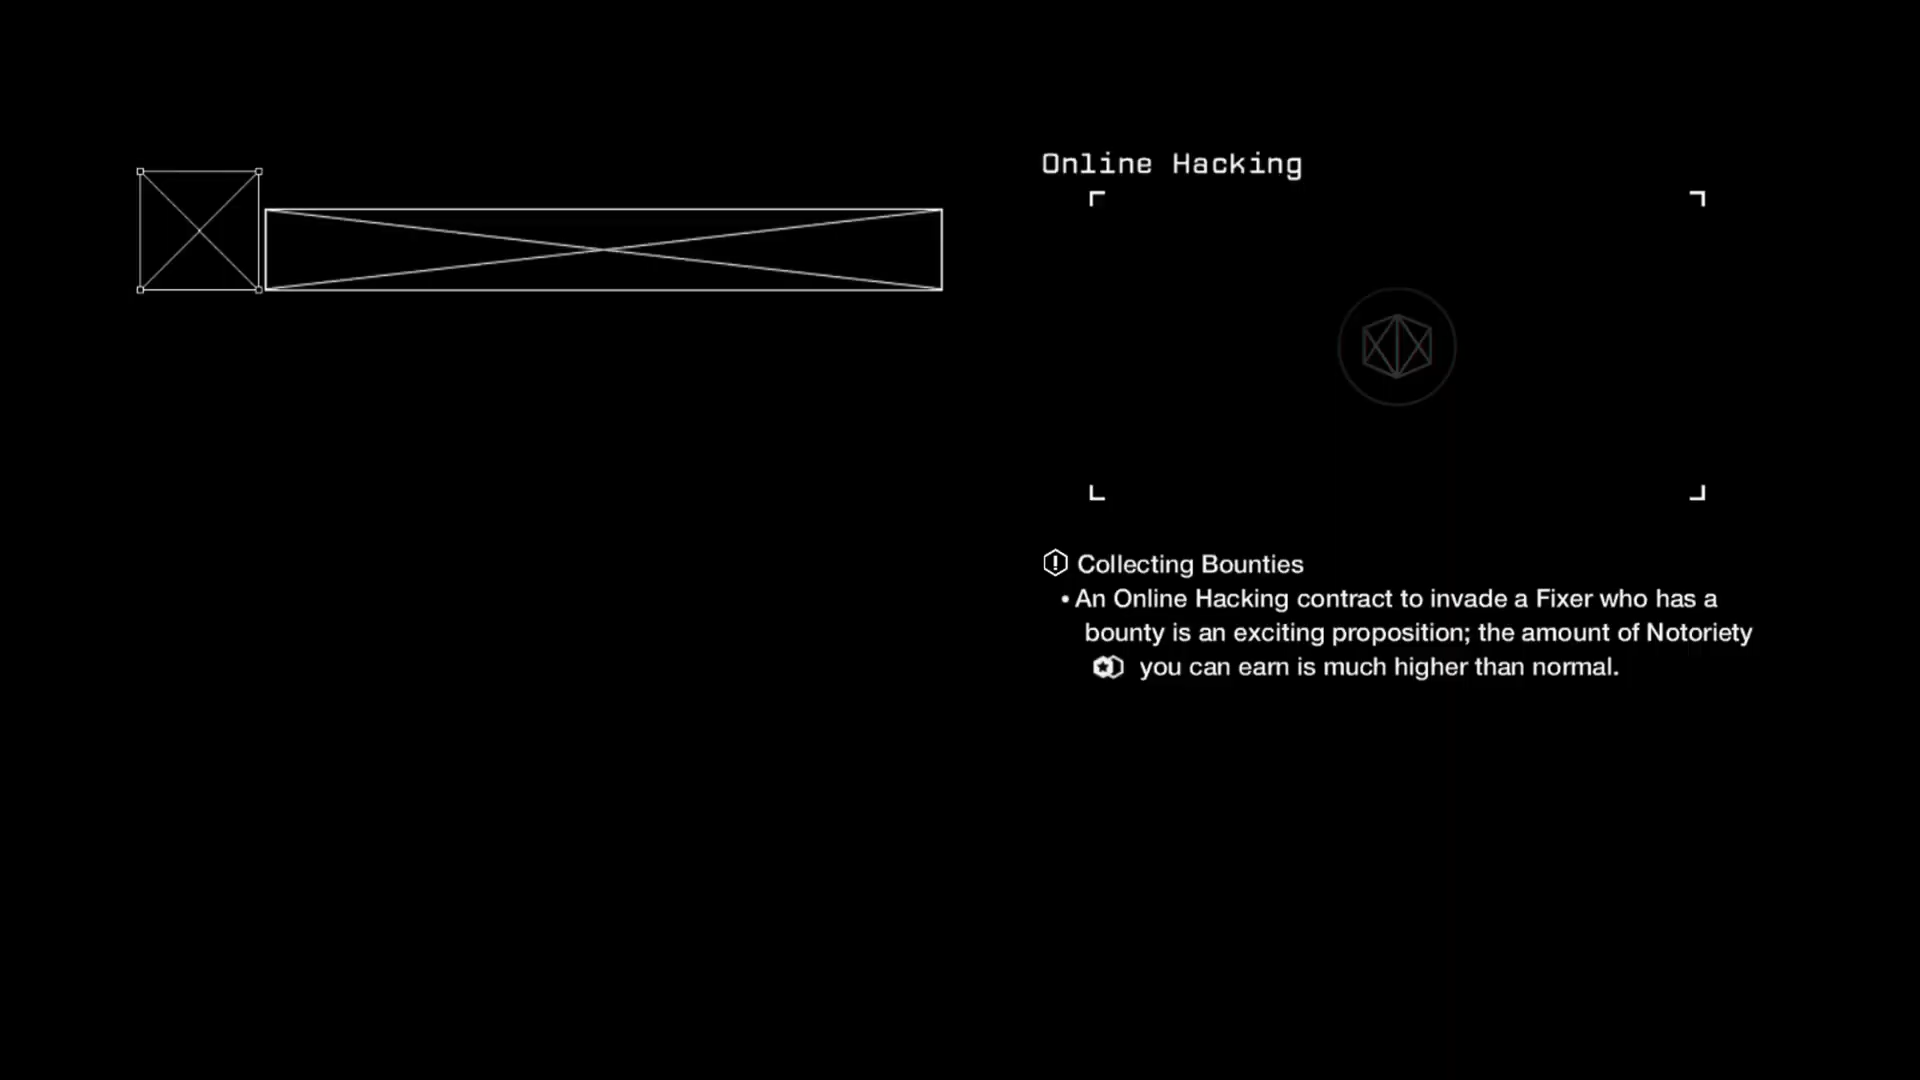 Online Hacking
Collecting Bounties
• An Online Hacking contract to invade a Fixer who has a
bounty is an exciting proposition; the amount of Notoriety
you can earn is much higher than normal.